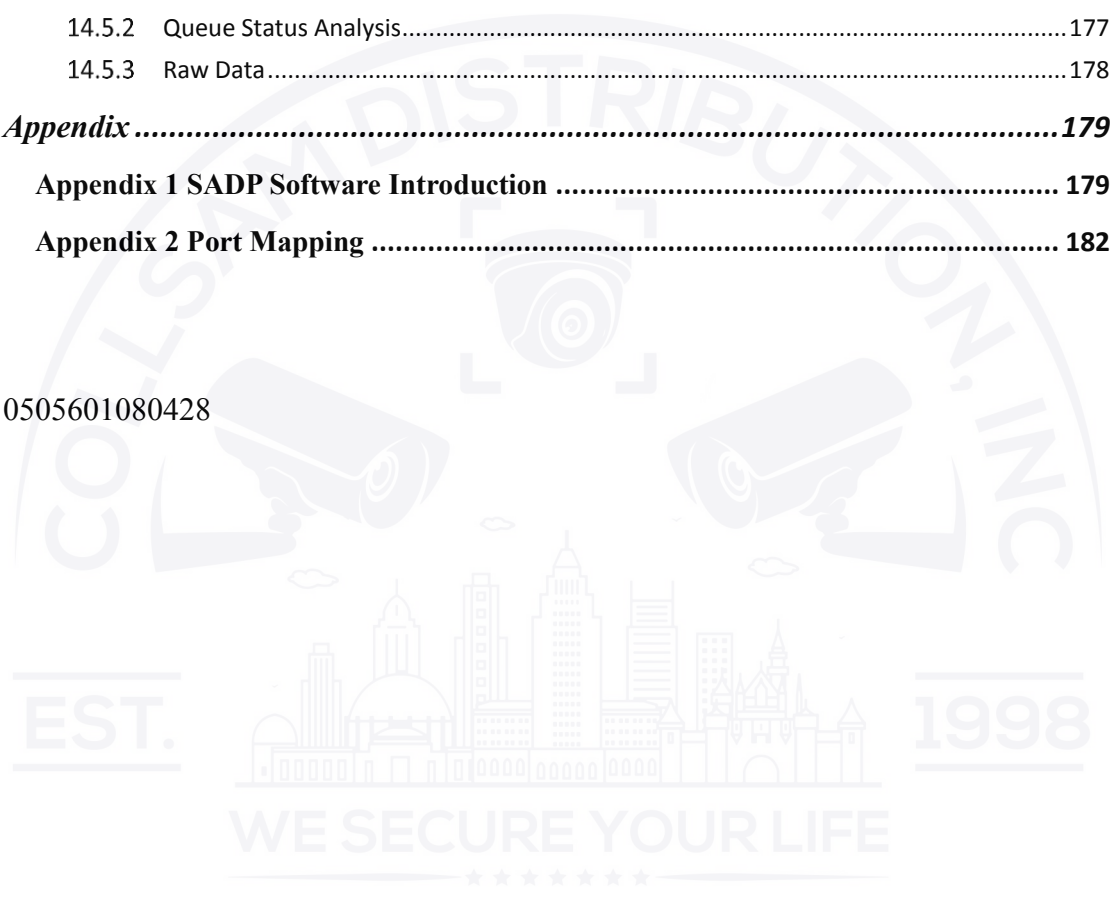 14.5.2 Queue Status Analysis........................................................................................................177
14.5.3 Raw Data................................................................................................................................178
Appendix................................................................................................179
Appendix 1 SADP Software Introduction ................................................................ 179
Appendix 2 Port Mapping ........................................................................................ 182
COLLSAM DISTRIBUTION, INC
0505601080428
EST. 1998
WE SECURE YOUR LIFE